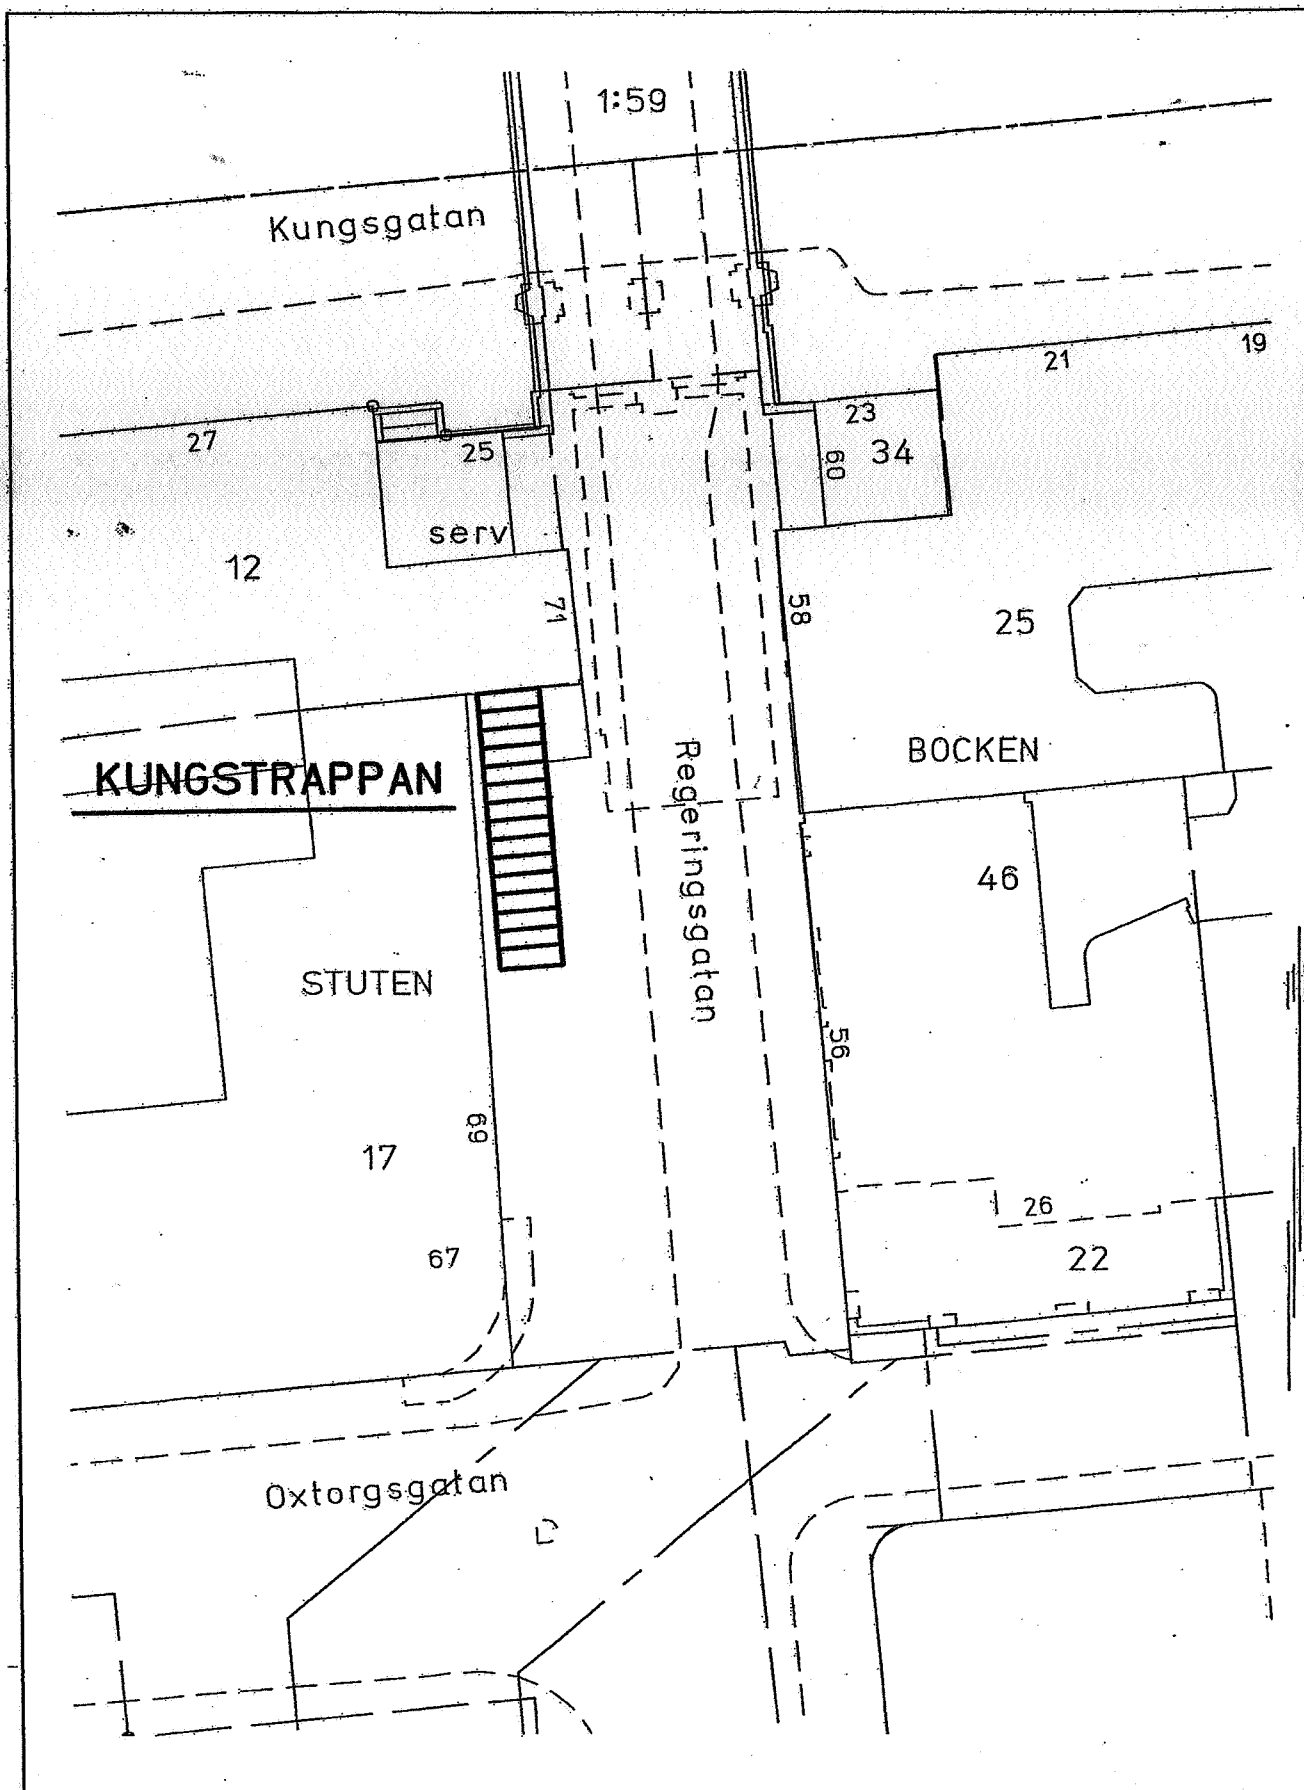 1:59
Kungsgatan
19
21
23
27
25
60
34
serv
12
71
58
25
BOCKEN
KUNGSTRAPPAN
Regeringsgatan
46
STUTEN
56
69
17
26
67
22
Oxtorgsgatan